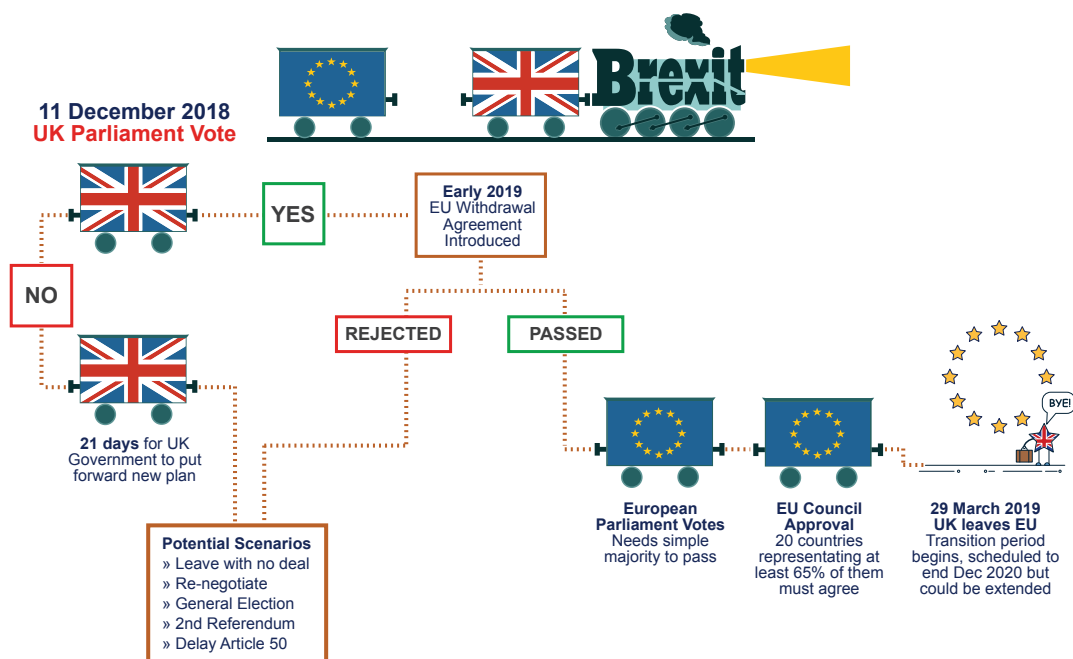 Brexit
11 December 2018
UK Parliament Vote
YES
Early 2019
EU Withdrawal
Agreement
Introduced
NO
REJECTED
PASSED
21 days for UK
Government to put
forward new plan
BYE!
Potential Scenarios
» Leave with no deal
» Re-negotiate
» General Election
» 2nd Referendum
» Delay Article 50
European
Parliament Votes
Needs simple
majority to pass
EU Council
Approval
20 countries
representing at
least 65% of them
must agree
29 March 2019
UK leaves EU
Transition period
begins, scheduled to
end Dec 2020 but
could be extended